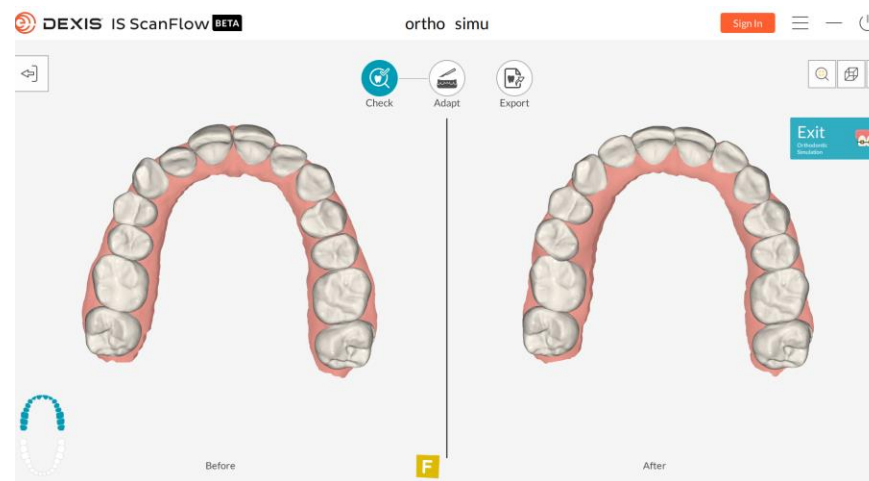 DEXIS IS ScanFlow BETA
ortho simu
Sign In
Check
Adapt
Export
Exit
Orthodontic
Simulation
Before
F
After